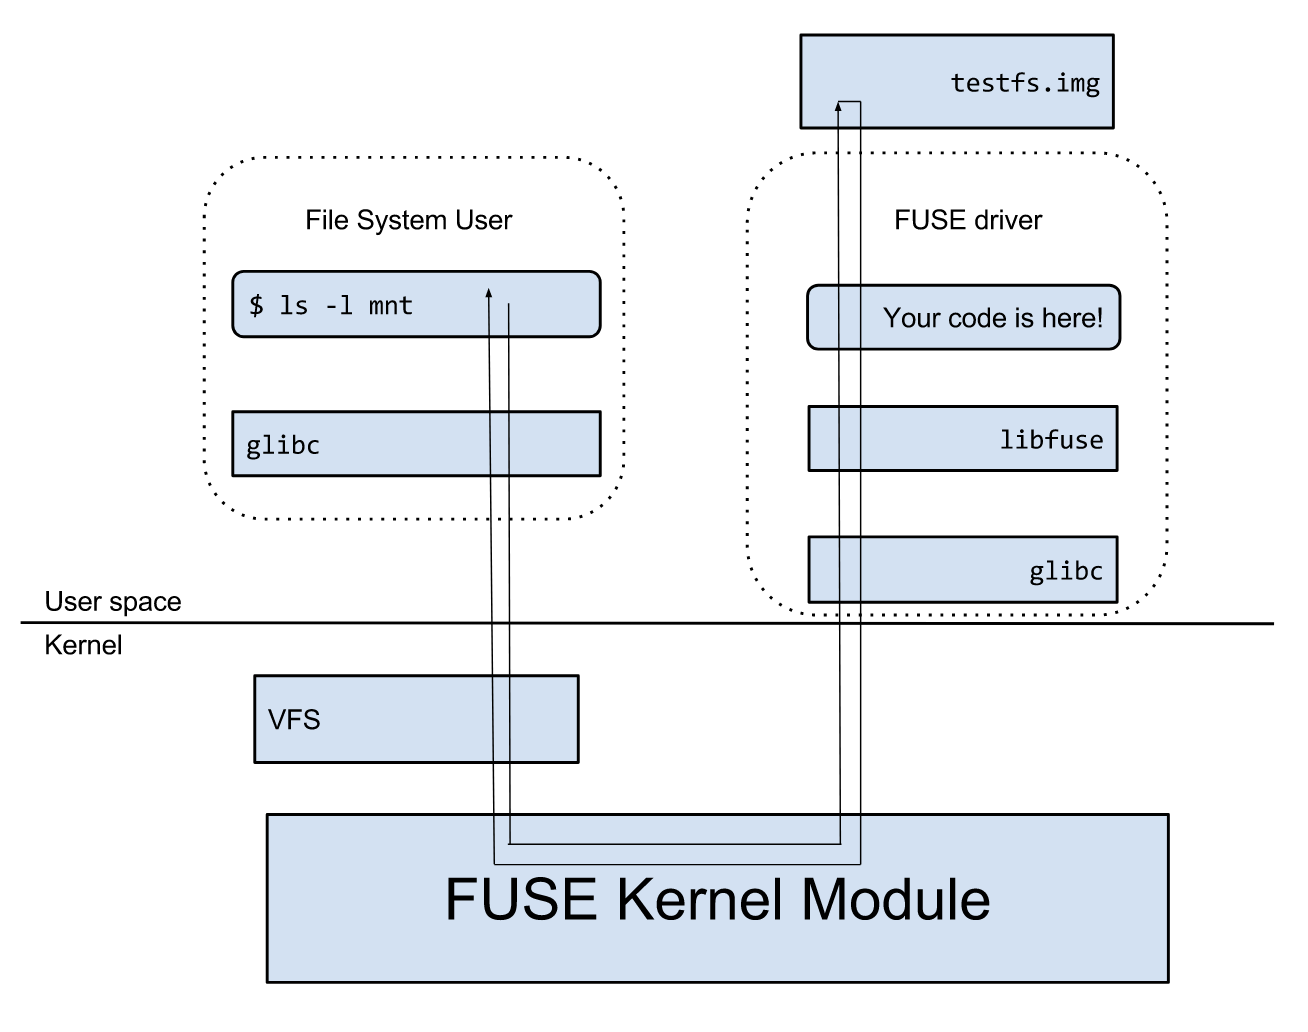 testfs.img
File System User
$ ls -l mnt
glibc
FUSE driver
Your code is here!
libfuse
glibc
User space
Kernel
VFS
FUSE Kernel Module